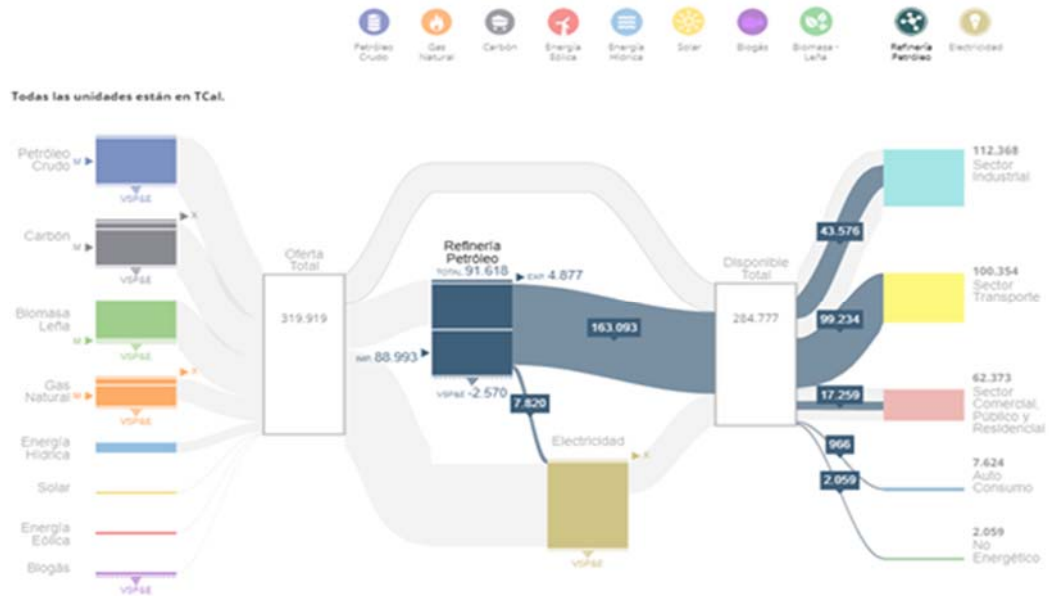 Petróleo
Crudo
Gas
Natural
Carbón
Energía
Eólica
Energía
Hídrica
Solar
Biogás
Biomasa -
Leña
Refinería
Petróleo
Electricidad
Todas las unidades están en TCal.
Petróleo
Crudo
M
VSP&E
X
Carbón
M
VSP&E
Biomasa
Leña
M
VSP&E
X
Gas
Natural
M
VSP&E
Energía
Hídrica
Solar
Energía
Eólica
Biogás
VSP&E
Oferta
Total
319.919
Refinería
Petróleo
TOTAL 91.618
EXP. 4.877
IMP. 88.993
VSP&E -2.570
163.093
7.820
Electricidad
X
VSP&E
Disponible
Total
284.777
43.576
99.234
17.259
966
2.059
112.368
Sector
Industrial
100.354
Sector
Transporte
62.373
Sector
Comercial,
Público y
Residencial
7.624
Auto
Consumo
2.059
No
Energético